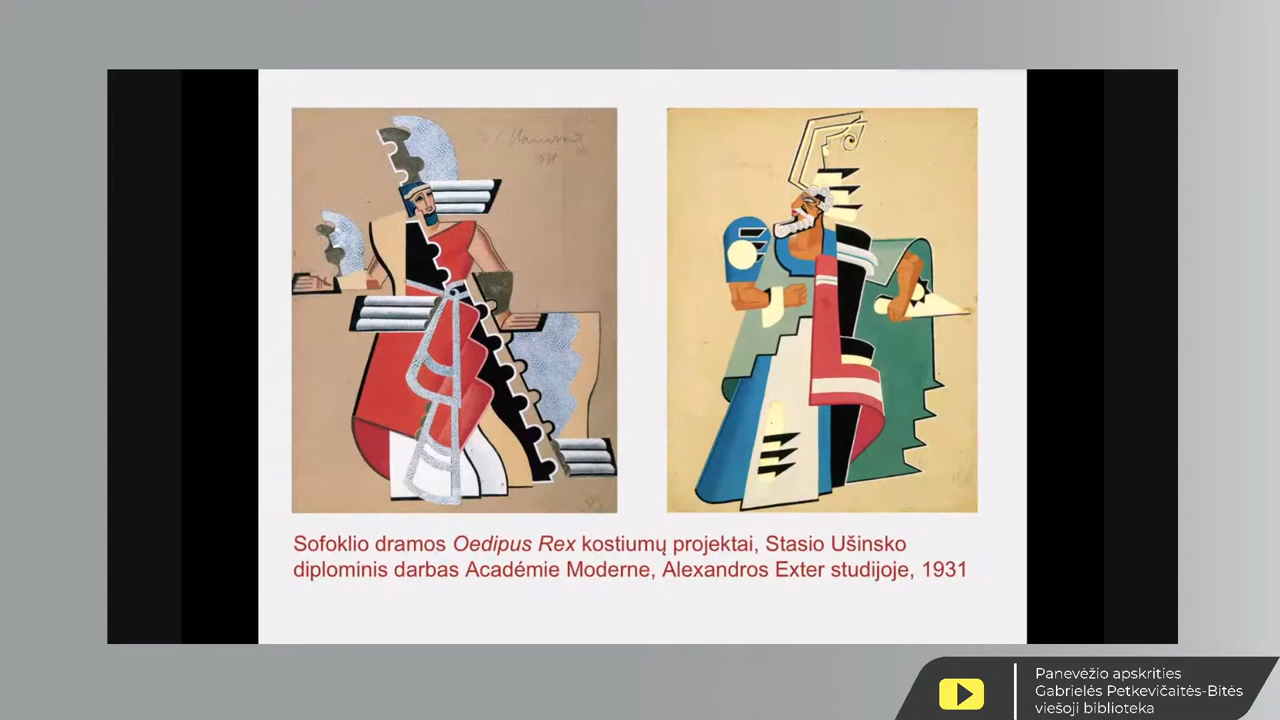 Sofoklio dramos Oedipus Rex kostiumų projektai, Stasio Ušinsko
diplominis darbas Académie Moderne, Alexandros Exter studijoje, 1931
Panevėžio apskrities
Gabrielės Petkevičaitės-Bitės
viešoji biblioteka